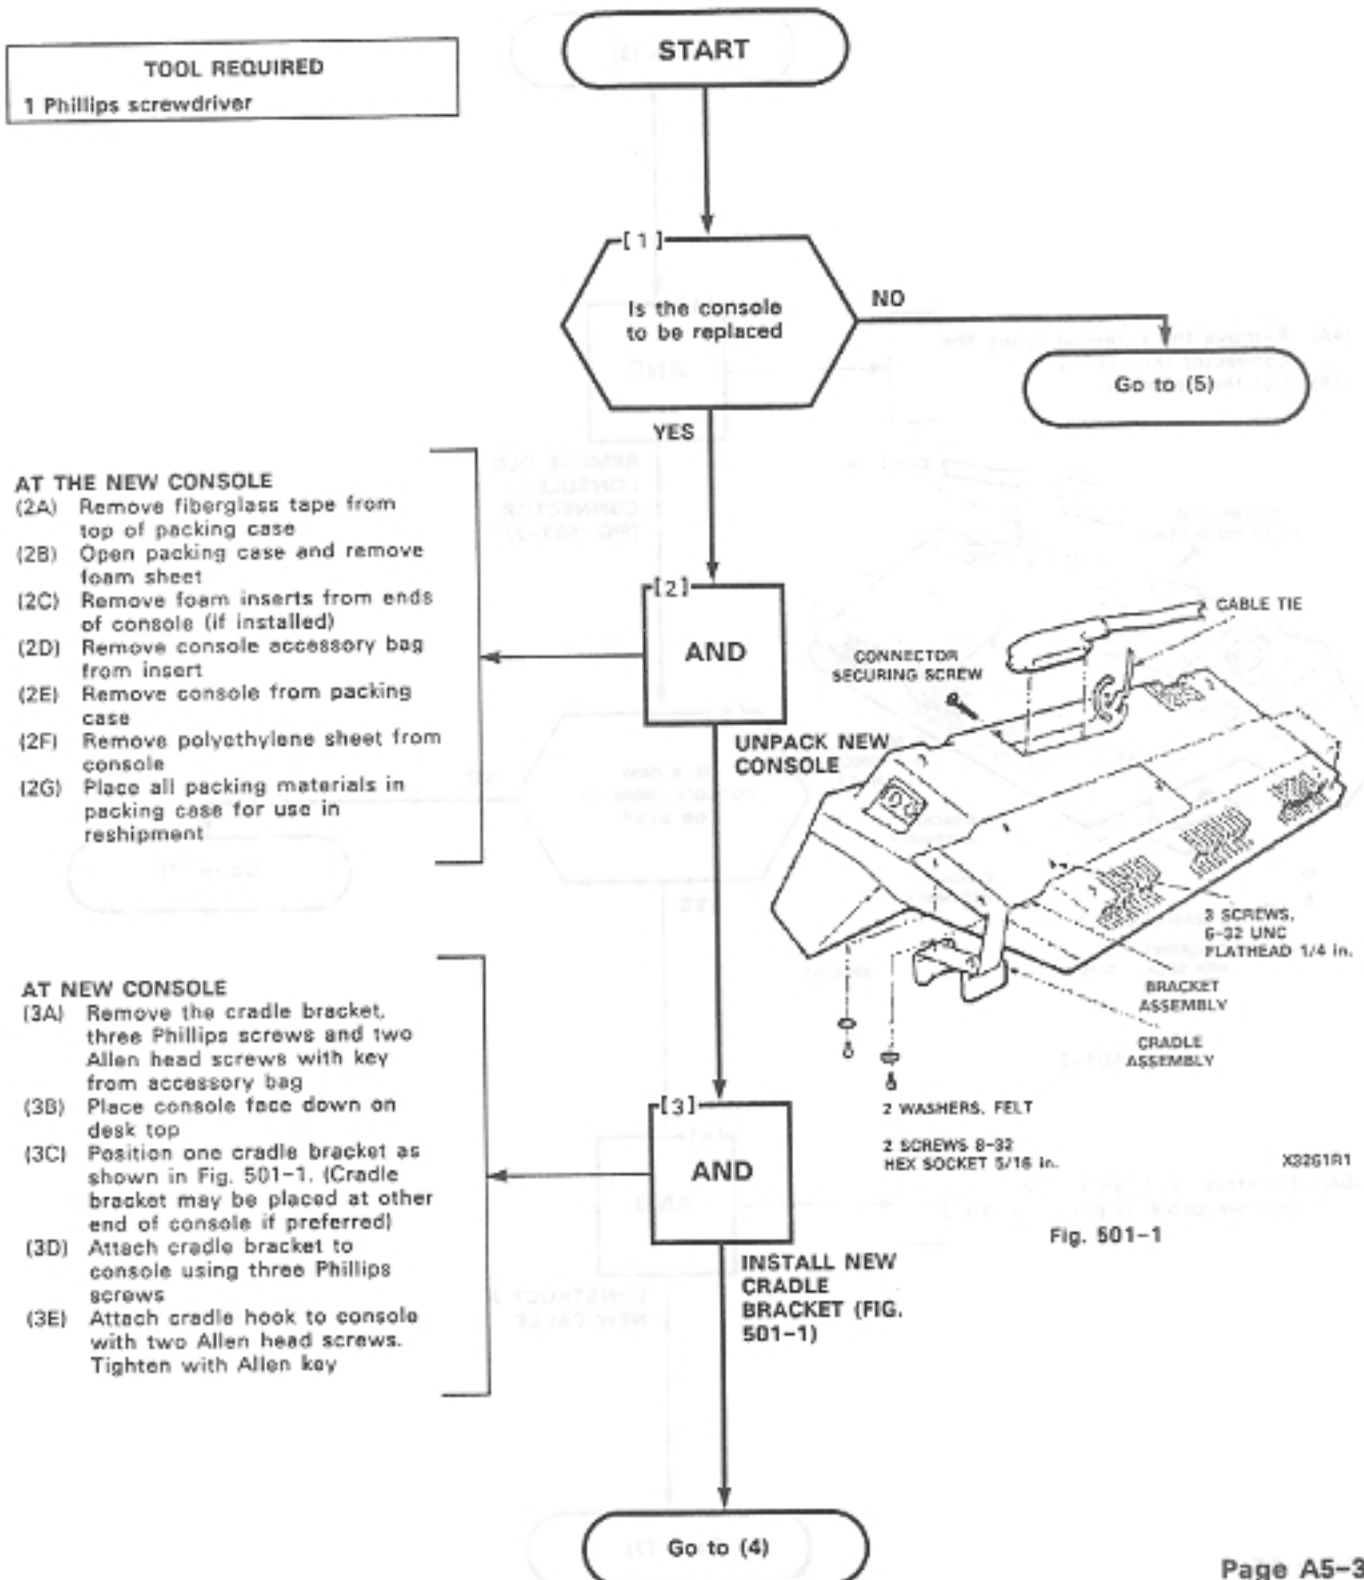 TOOL REQUIRED
1 Phillips screwdriver
START
[1]
Is the console
to be replaced
NO
Go to (5)
YES
AT THE NEW CONSOLE
(2A) Remove fiberglass tape from
top of packing case
(2B) Open packing case and remove
foam sheet
(2C) Remove foam inserts from ends
of console (if installed)
(2D) Remove console accessory bag
from insert
(2E) Remove console from packing
case
(2F) Remove polyethylene sheet from
console
(2G) Place all packing materials in
packing case for use in
reshipment
[2]
AND
UNPACK NEW
CONSOLE
CABLE TIE
CONNECTOR
SECURING SCREW
3 SCREWS,
6-32 UNC
FLATHEAD 1/4 in.
BRACKET
ASSEMBLY
CRADLE
ASSEMBLY
2 WASHERS, FELT
2 SCREWS 8-32
HEX SOCKET 5/16 in.
X3261R1
Fig. 501-1
AT NEW CONSOLE
(3A) Remove the cradle bracket,
three Phillips screws and two
Allen head screws with key
from accessory bag
(3B) Place console face down on
desk top
(3C) Position one cradle bracket as
shown in Fig. 501-1. (Cradle
bracket may be placed at other
end of console if preferred)
(3D) Attach cradle bracket to
console using three Phillips
screws
(3E) Attach cradle hook to console
with two Allen head screws.
Tighten with Allen key
[3]
AND
INSTALL NEW
CRADLE
BRACKET (FIG.
501-1)
Go to (4)
Page A5-3